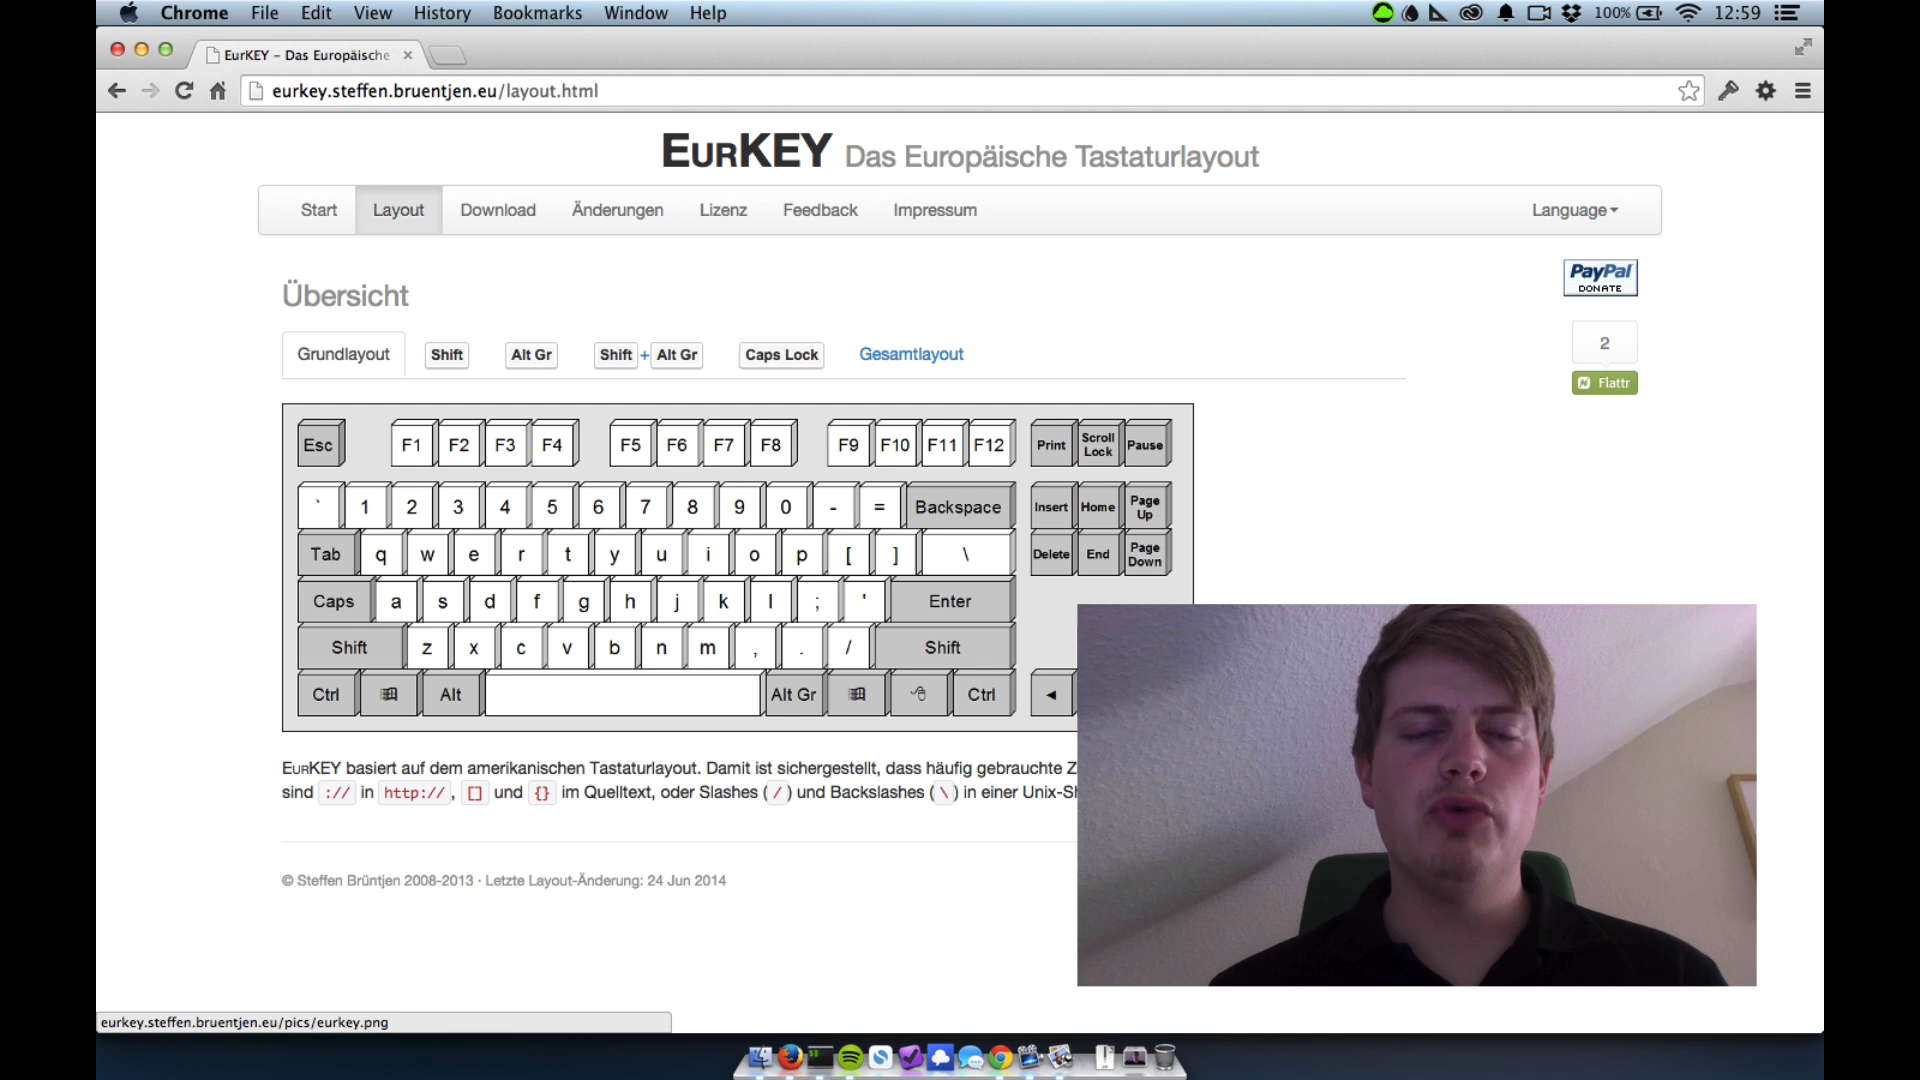 Chrome File Edit View History Bookmarks Window Help 100% 12:59
EurKEY – Das Europäische
eurkey.steffen.bruentjen.eu/layout.html
EURKEY Das Europäische Tastaturlayout
Start Layout Download Änderungen Lizenz Feedback Impressum Language
Übersicht
PayPal
DONATE
Grundlayout Shift Alt Gr Shift + Alt Gr Caps Lock Gesamtlayout
2
Flattr
Esc F1 F2 F3 F4 F5 F6 F7 F8 F9 F10 F11 F12 Print Scroll Lock Pause
` 1 2 3 4 5 6 7 8 9 0 - = Backspace Insert Home Page Up
Tab q w e r t y u i o p [ ] \ Delete End Page Down
Caps a s d f g h j k l ; ' Enter
Shift z x c v b n m , . / Shift
Ctrl Alt Alt Gr Ctrl ◄
EURKEY basiert auf dem amerikanischen Tastaturlayout. Damit ist sichergestellt, dass häufig gebrauchte Z
sind :// in http://, [] und {} im Quelltext, oder Slashes ( / ) und Backslashes ( \ ) in einer Unix-Sh
© Steffen Brüntjen 2008-2013 · Letzte Layout-Änderung: 24 Jun 2014
eurkey.steffen.bruentjen.eu/pics/eurkey.png